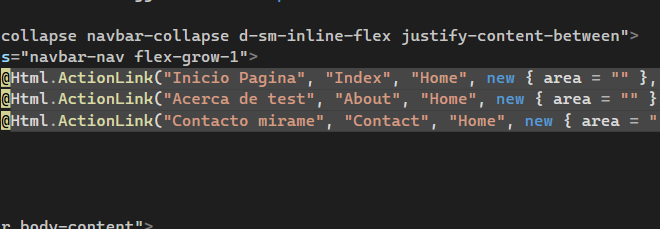 collapse navbar-collapse d-sm-inline-flex justify-content-between">
s="navbar-nav flex-grow-1">
@Html.ActionLink("Inicio Pagina", "Index", "Home", new { area = "" },
@Html.ActionLink("Acerca de test", "About", "Home", new { area = "" }
@Html.ActionLink("Contacto mirame", "Contact", "Home", new { area = "
r body-content">